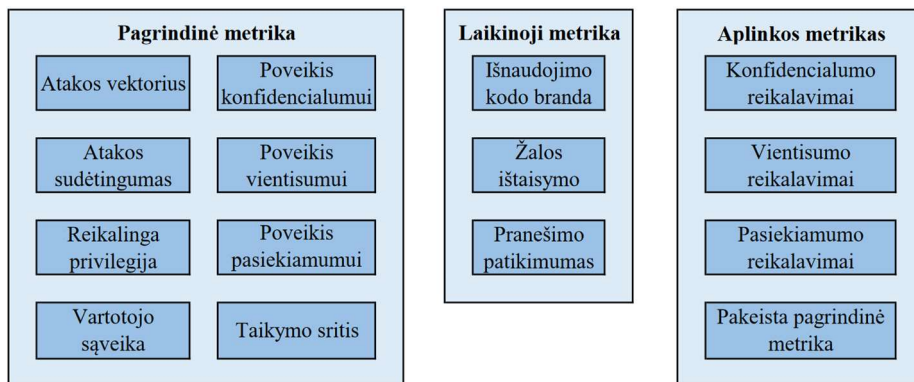 Pagrindinė metrika
Atakos vektorius
Poveikis
konfidencialumui
Atakos
sudėtingumas
Poveikis
vientisumui
Reikalinga
privilegija
Poveikis
pasiekiamumui
Vartotojo
sąveika
Taikymo sritis
Laikinoji metrika
Išnaudojimo
kodo branda
Žalos
ištaisymo
Pranešimo
patikimumas
Aplinkos metrikas
Konfidencialumo
reikalavimai
Vientisumo
reikalavimai
Pasiekiamumo
reikalavimai
Pakeista pagrindinė
metrika